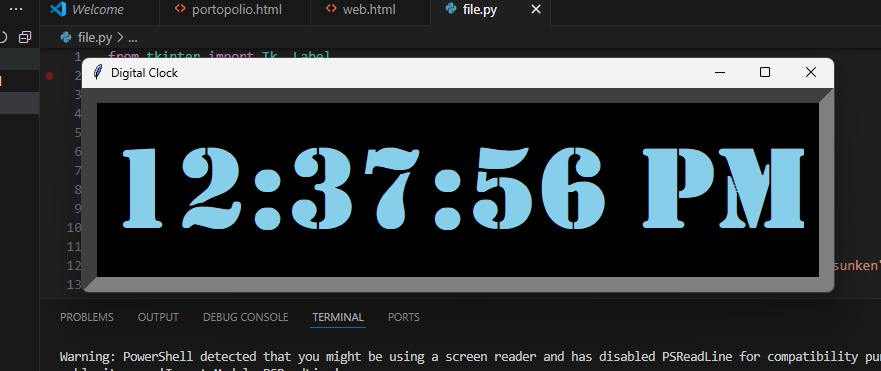 Welcome portopolio.html web.html file.py
file.py > ...
1 from tkinter import Tk, Label
Digital Clock
2
3
4
5
6
7
8
9
10
11
12 sunken'
13
12:37:56 PM
PROBLEMS OUTPUT DEBUG CONSOLE TERMINAL PORTS
Warning: PowerShell detected that you might be using a screen reader and has disabled PSReadLine for compatibility